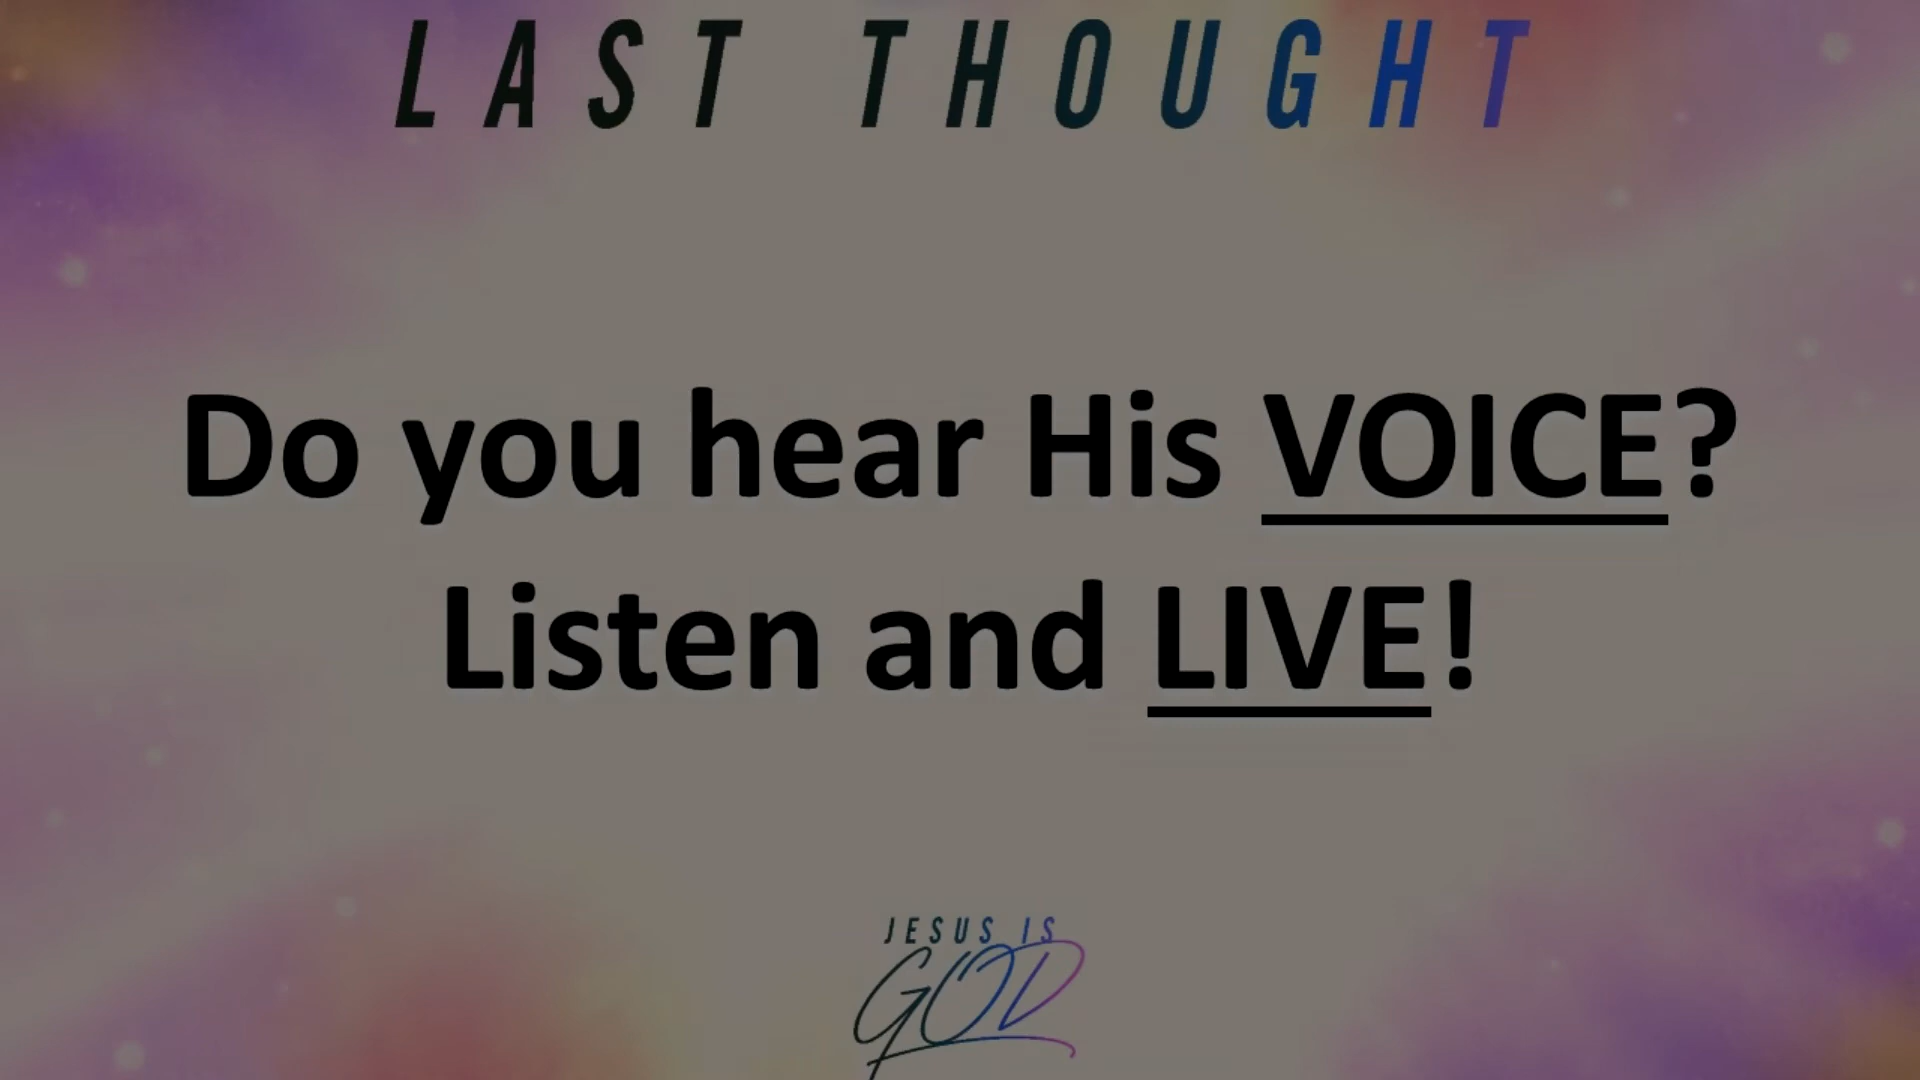 LAST THOUGHT
Do you hear His VOICE?
Listen and LIVE!
JESUS IS
GOD